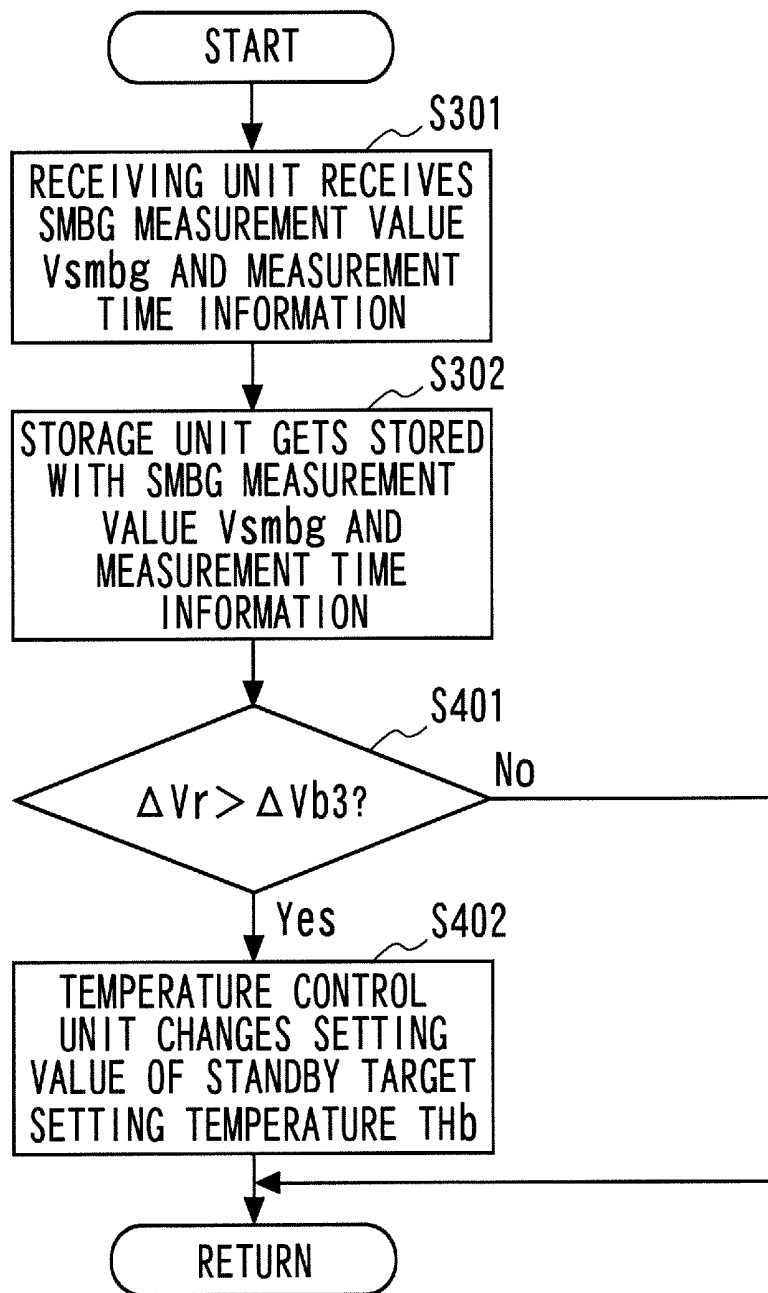 START
S301
RECEIVING UNIT RECEIVES
SMBG MEASUREMENT VALUE
Vsmbg AND MEASUREMENT
TIME INFORMATION
S302
STORAGE UNIT GETS STORED
WITH SMBG MEASUREMENT
VALUE Vsmbg AND
MEASUREMENT TIME
INFORMATION
S401
ΔVr > ΔVb3?
No
Yes
S402
TEMPERATURE CONTROL
UNIT CHANGES SETTING
VALUE OF STANDBY TARGET
SETTING TEMPERATURE THb
RETURN